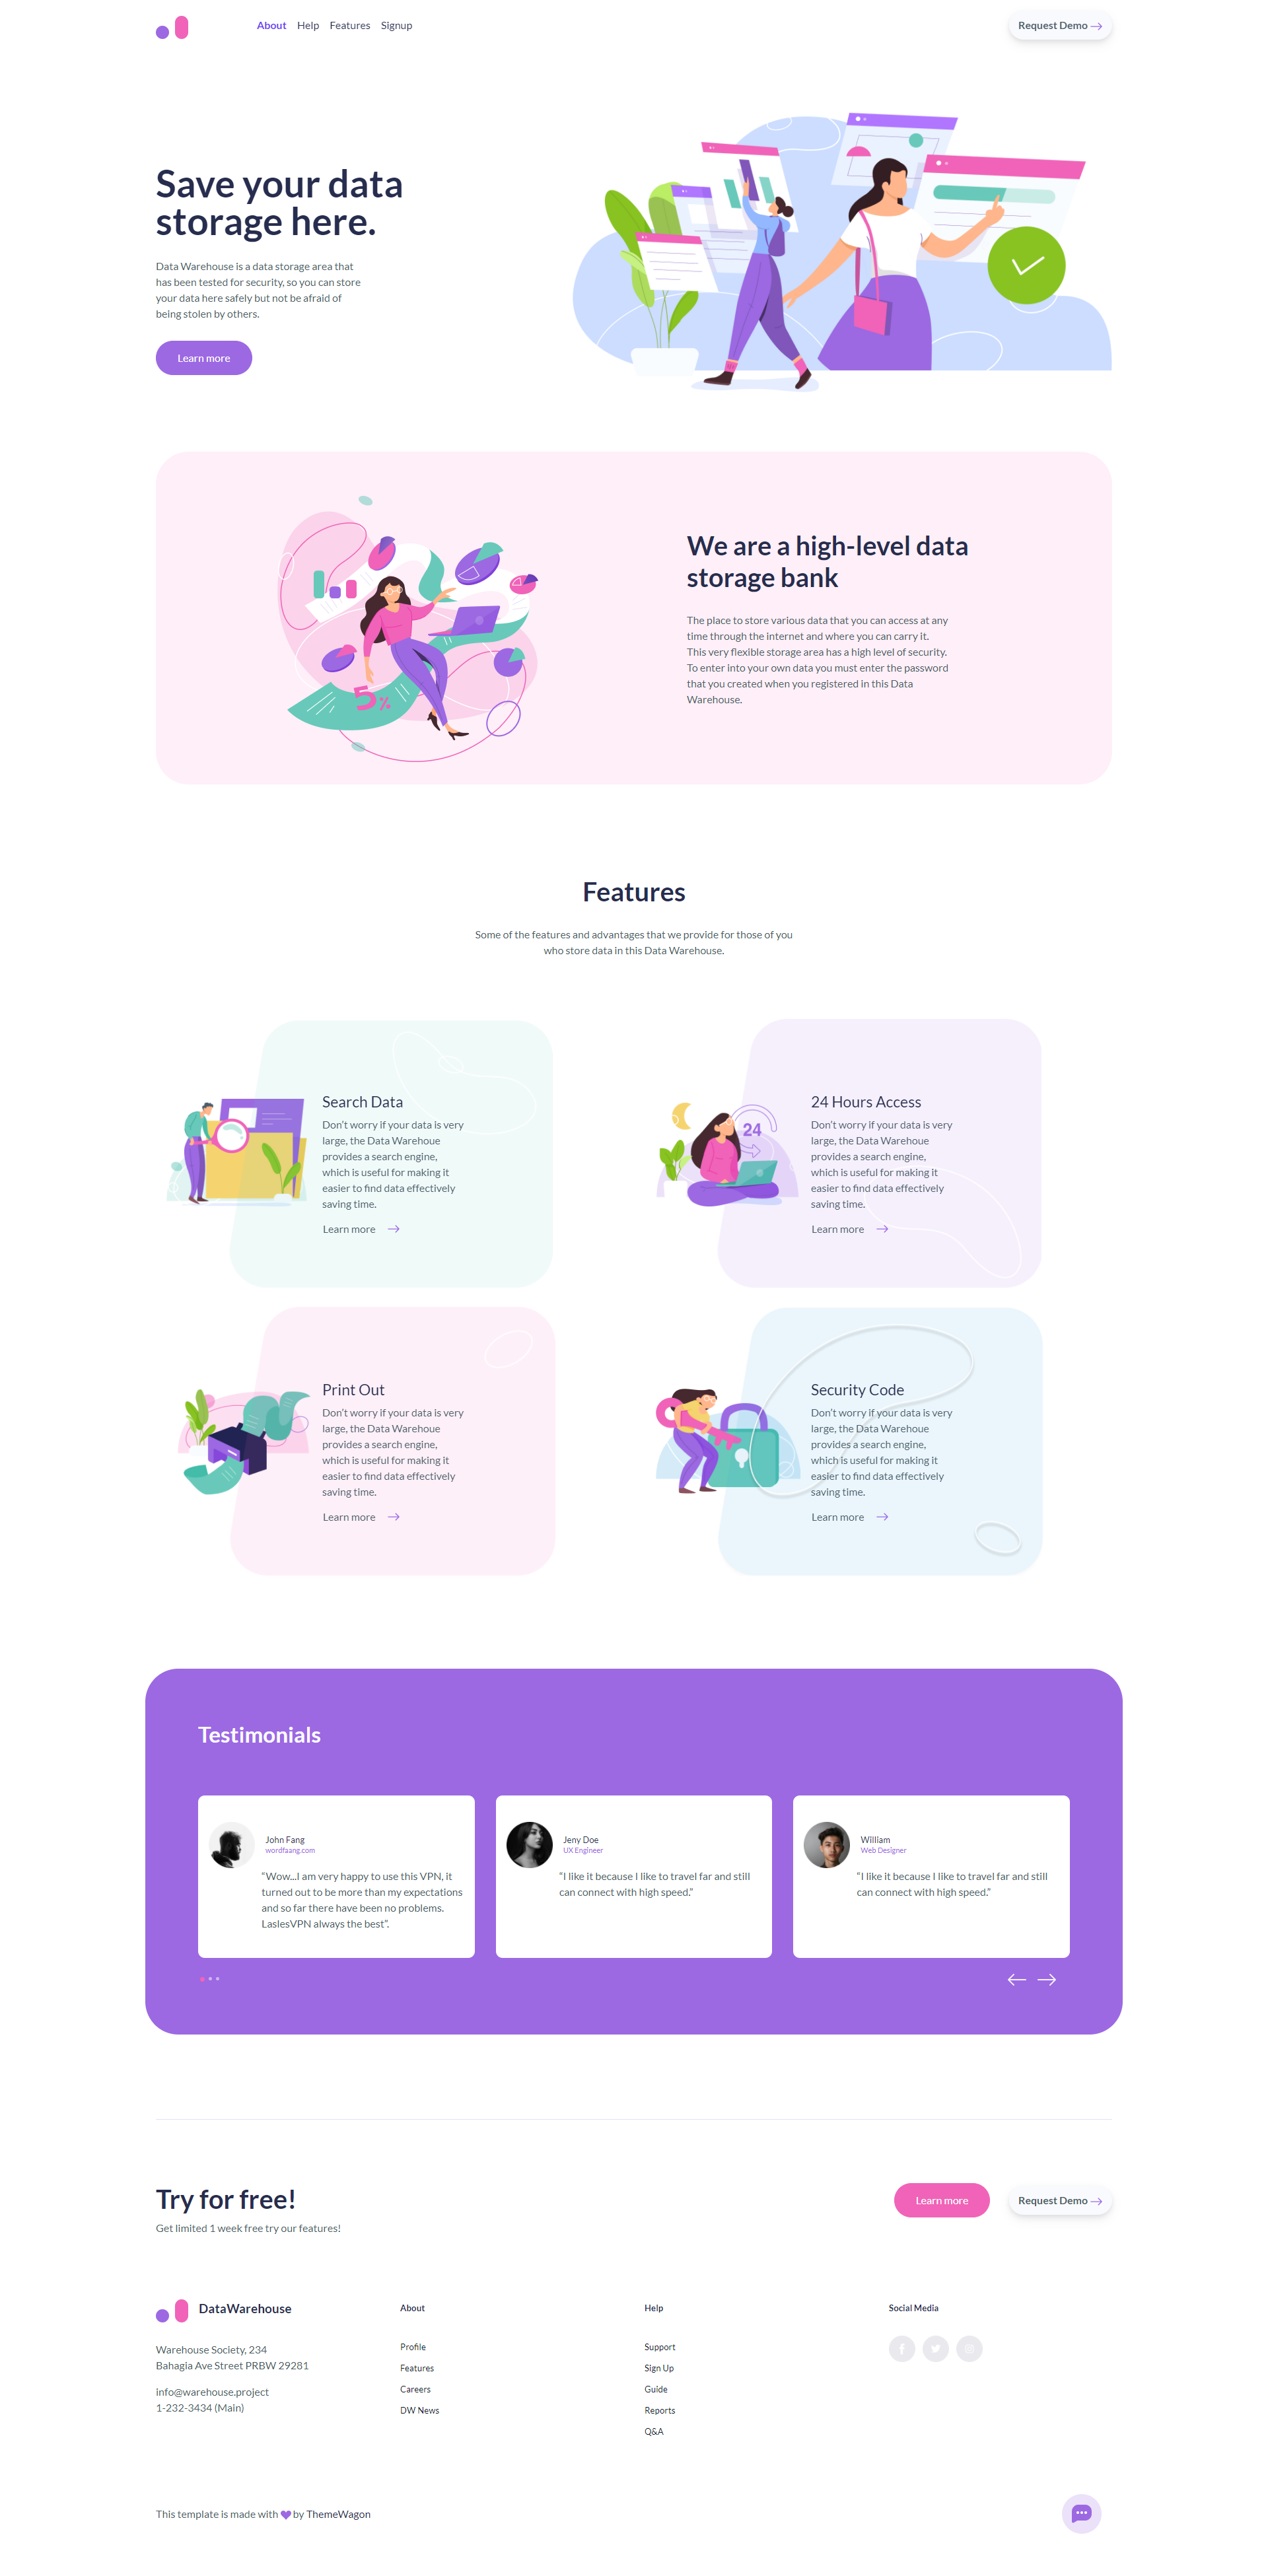 About Help Features Signup
Request Demo
Save your data
storage here.
Data Warehouse is a data storage area that
has been tested for security, so you can store
your data here safely but not be afraid of
being stolen by others.
Learn more
5%
We are a high-level data
storage bank
The place to store various data that you can access at any
time through the internet and where you can carry it.
This very flexible storage area has a high level of security.
To enter into your own data you must enter the password
that you created when you registered in this Data
Warehouse.
Features
Some of the features and advantages that we provide for those of you
who store data in this Data Warehouse.
Search Data
Don’t worry if your data is very
large, the Data Warehoue
provides a search engine,
which is useful for making it
easier to find data effectively
saving time.
Learn more
24
24 Hours Access
Don’t worry if your data is very
large, the Data Warehoue
provides a search engine,
which is useful for making it
easier to find data effectively
saving time.
Learn more
Print Out
Don’t worry if your data is very
large, the Data Warehoue
provides a search engine,
which is useful for making it
easier to find data effectively
saving time.
Learn more
Security Code
Don’t worry if your data is very
large, the Data Warehoue
provides a search engine,
which is useful for making it
easier to find data effectively
saving time.
Learn more
Testimonials
John Fang
wordfaang.com
“Wow...I am very happy to use this VPN, it
turned out to be more than my expectations
and so far there have been no problems.
LaslesVPN always the best”.
Jeny Doe
UX Engineer
“I like it because I like to travel far and still
can connect with high speed.”
William
Web Designer
“I like it because I like to travel far and still
can connect with high speed.”
Try for free!
Get limited 1 week free try our features!
Learn more
Request Demo
DataWarehouse
Warehouse Society, 234
Bahagia Ave Street PRBW 29281
info@warehouse.project
1-232-3434 (Main)
About
Profile
Features
Careers
DW News
Help
Support
Sign Up
Guide
Reports
Q&A
Social Media
This template is made with by ThemeWagon